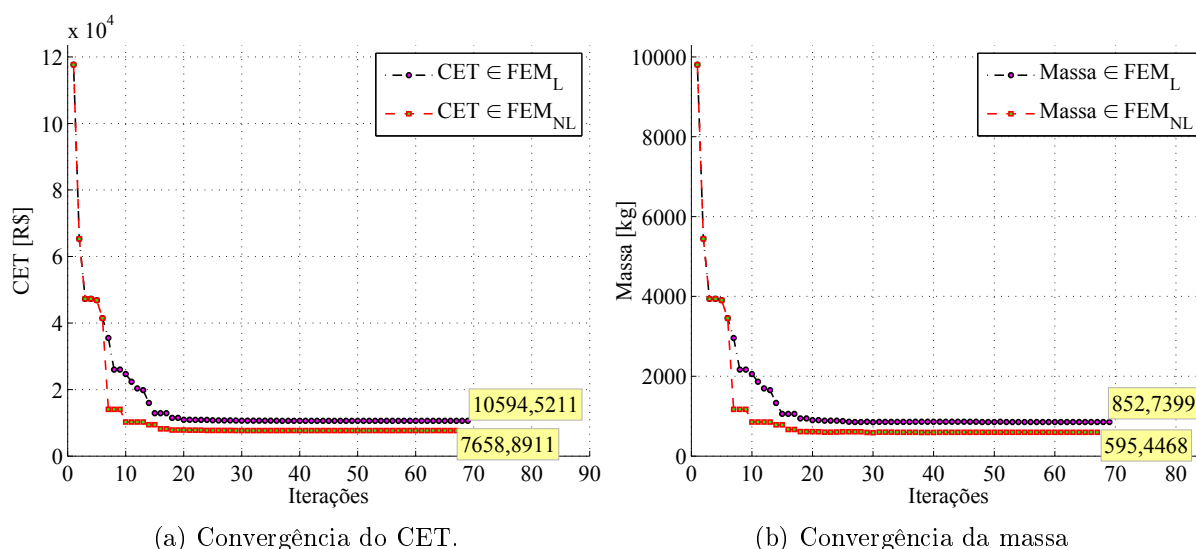 x 10^4
12
10
8
6
4
2
0
CET [R$]
CET ∈ FEM_L
CET ∈ FEM_NL
10594,5211
7658,8911
0 10 20 30 40 50 60 70 80 90
Iterações
(a) Convergência do CET.
10000
8000
6000
4000
2000
0
Massa [kg]
Massa ∈ FEM_L
Massa ∈ FEM_NL
852,7399
595,4468
0 10 20 30 40 50 60 70 80
Iterações
(b) Convergência da massa